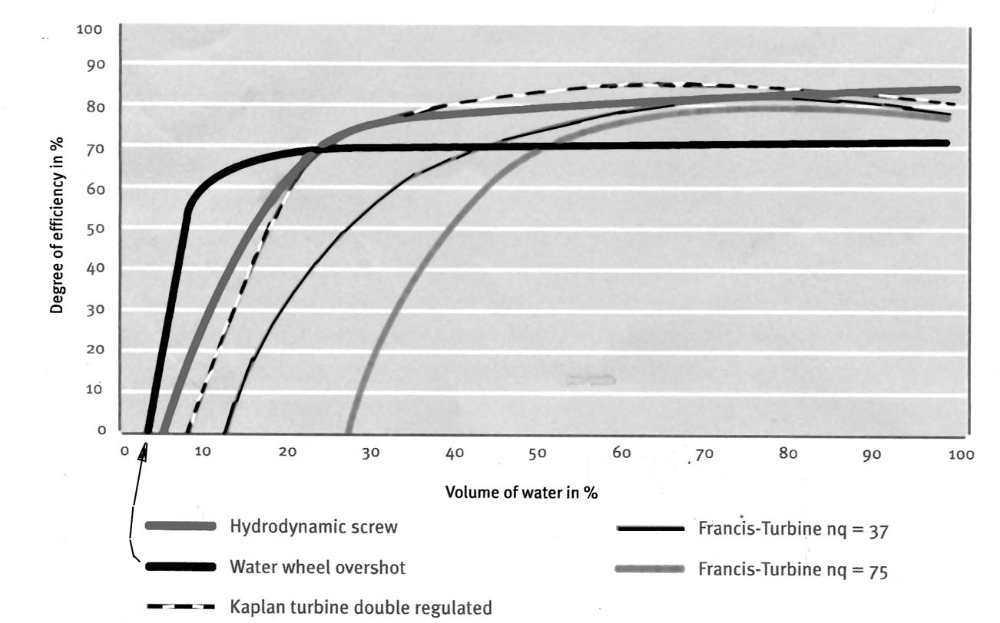 100
90
80
70
60
50
40
30
20
10
0
Degree of efficiency in %
0 10 20 30 40 50 60 70 80 90 100
Volume of water in %
Hydrodynamic screw
Water wheel overshot
Kaplan turbine double regulated
Francis-Turbine nq = 37
Francis-Turbine nq = 75